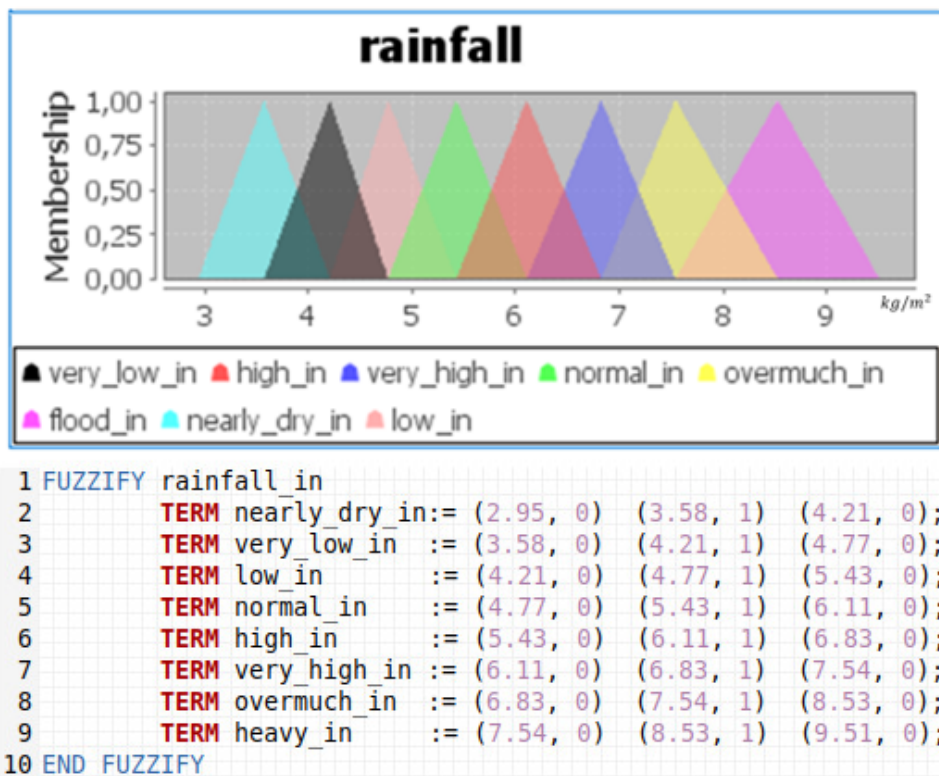 rainfall
Membership
1,00
0,75
0,50
0,25
0,00
3 4 5 6 7 8 9 kg/m²
very_low_in high_in very_high_in normal_in overmuch_in
flood_in nearly_dry_in low_in
1 FUZZIFY rainfall_in
2 TERM nearly_dry_in:= (2.95, 0) (3.58, 1) (4.21, 0);
3 TERM very_low_in := (3.58, 0) (4.21, 1) (4.77, 0);
4 TERM low_in := (4.21, 0) (4.77, 1) (5.43, 0);
5 TERM normal_in := (4.77, 0) (5.43, 1) (6.11, 0);
6 TERM high_in := (5.43, 0) (6.11, 1) (6.83, 0);
7 TERM very_high_in := (6.11, 0) (6.83, 1) (7.54, 0);
8 TERM overmuch_in := (6.83, 0) (7.54, 1) (8.53, 0);
9 TERM heavy_in := (7.54, 0) (8.53, 1) (9.51, 0);
10 END FUZZIFY